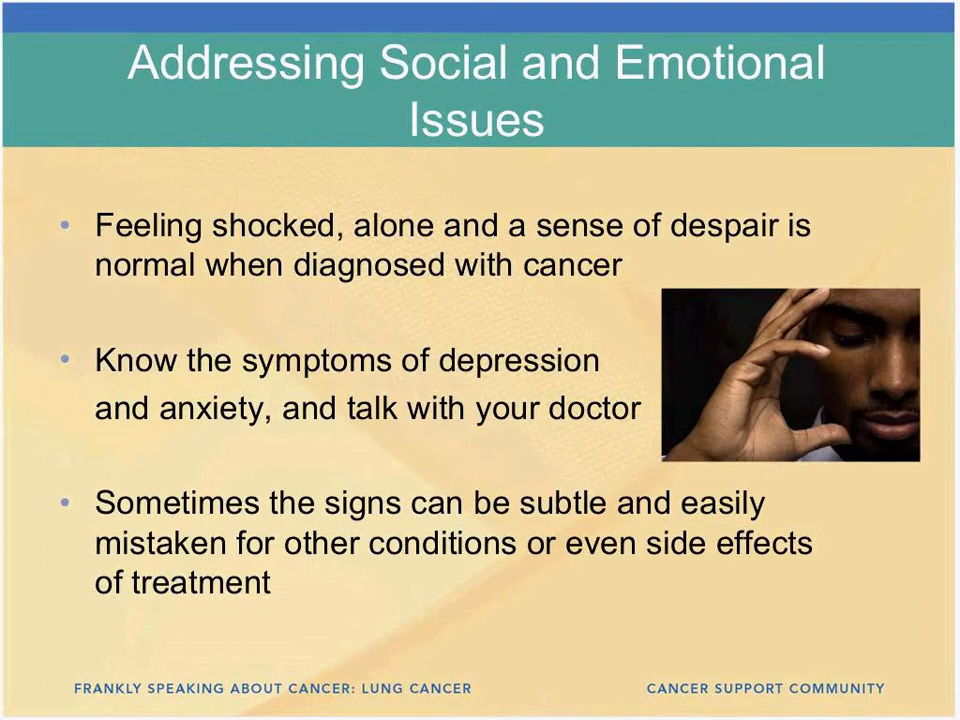 Addressing Social and Emotional
Issues
• Feeling shocked, alone and a sense of despair is
normal when diagnosed with cancer
• Know the symptoms of depression
and anxiety, and talk with your doctor
• Sometimes the signs can be subtle and easily
mistaken for other conditions or even side effects
of treatment
FRANKLY SPEAKING ABOUT CANCER: LUNG CANCER
CANCER SUPPORT COMMUNITY